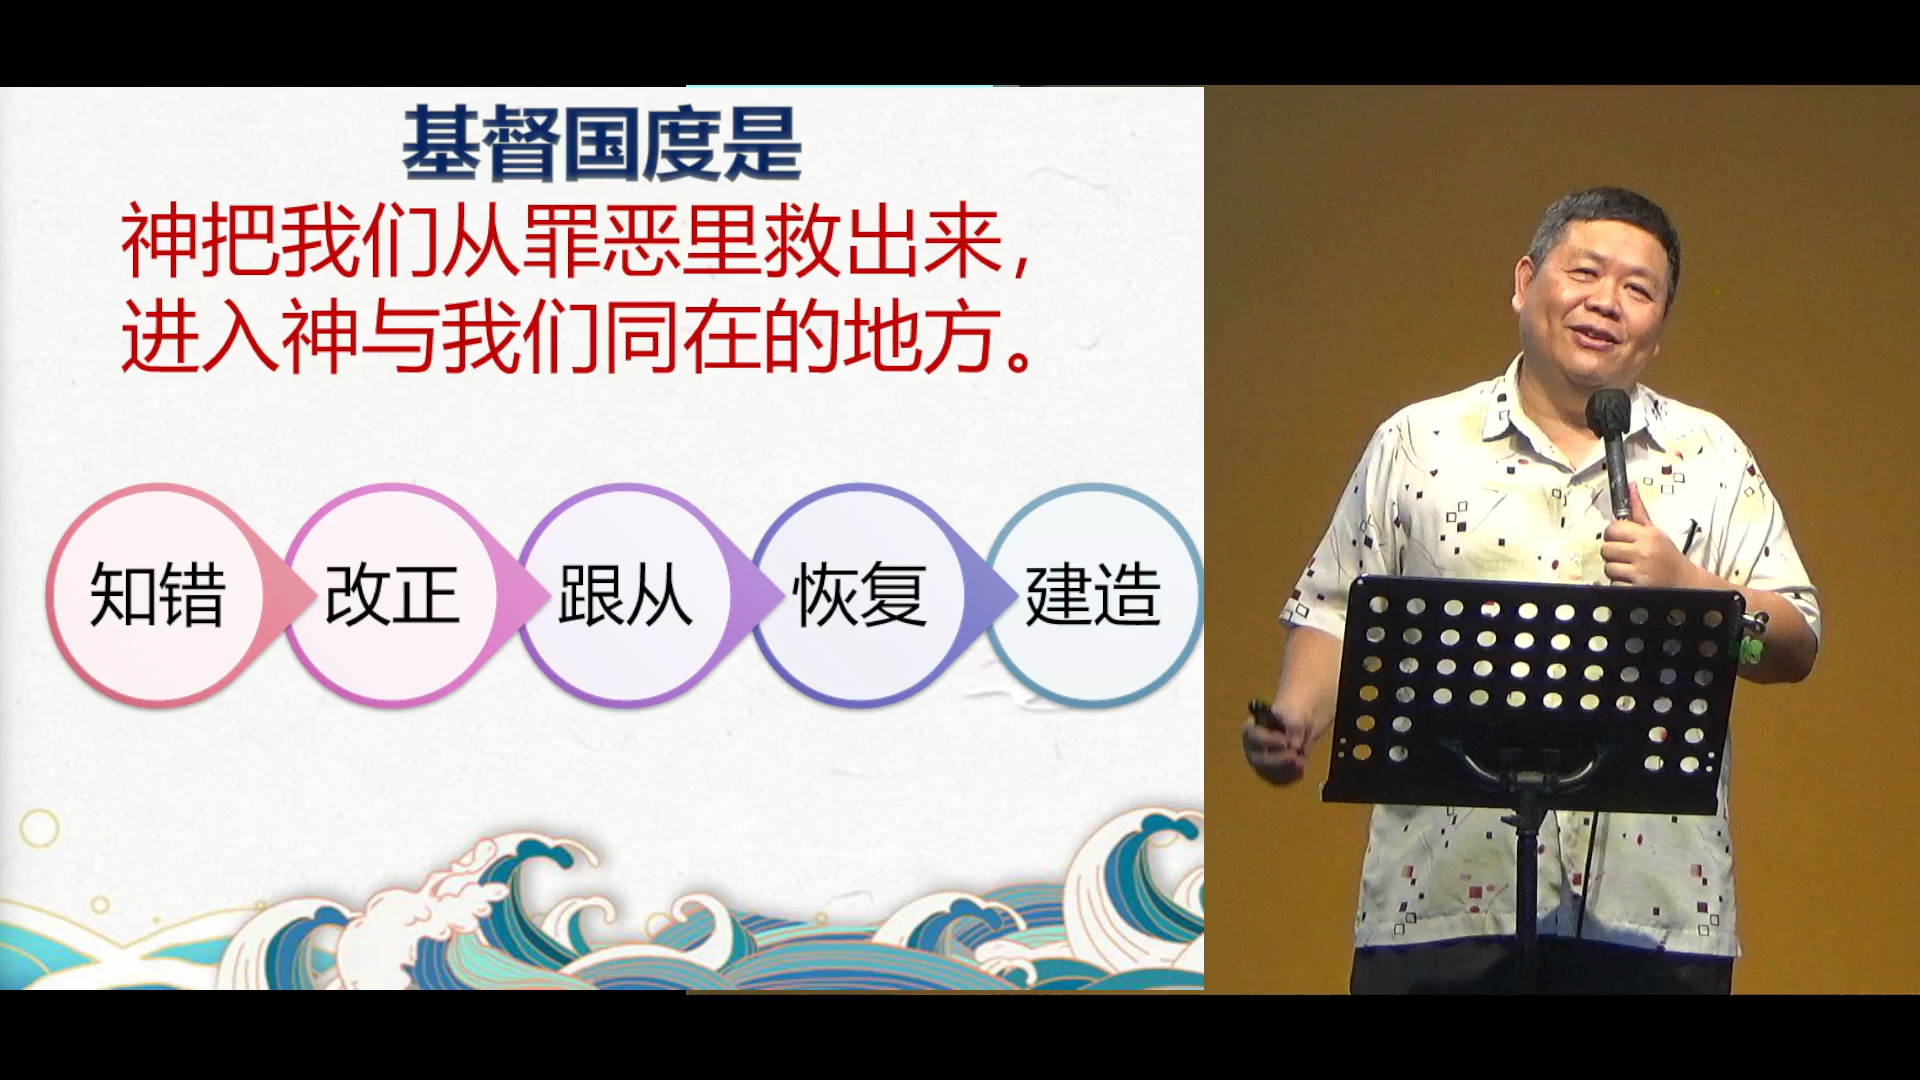 基督国度是
神把我们从罪恶里救出来，
进入神与我们同在的地方。
知错
改正
跟从
恢复
建造